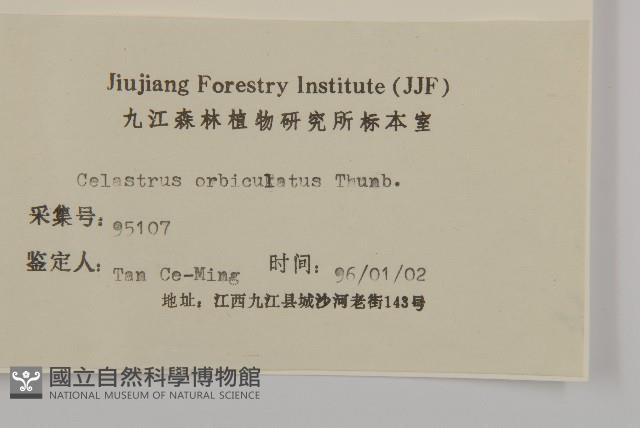 Jiujiang Forestry Institute (JJF)
九江森林植物研究所标本室
Celastrus orbiculatus Thunb.
采集号: 95107
鉴定人: Tan Ce-Ming 时间: 96/01/02
地址: 江西九江县城沙河老街143号
國立自然科學博物館
NATIONAL MUSEUM OF NATURAL SCIENCE